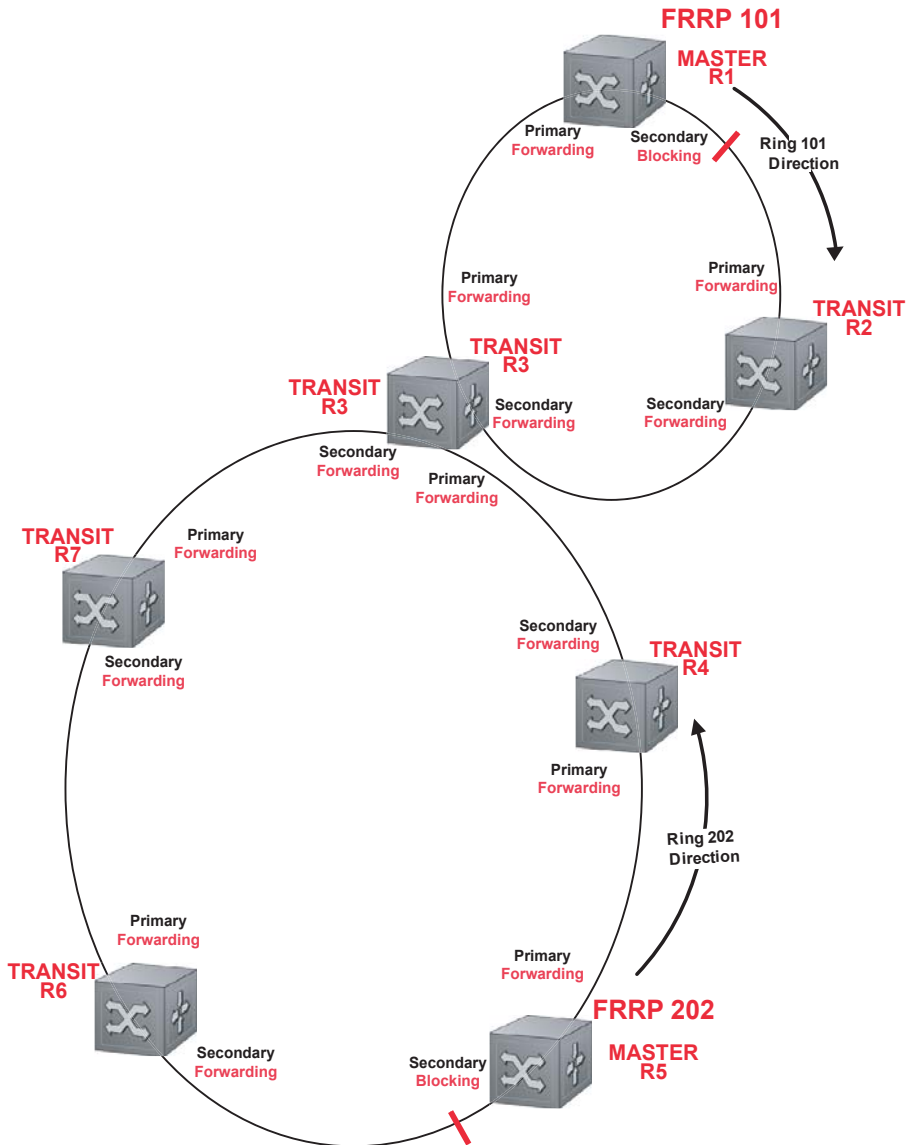 FRRP 101
MASTER
R1
Primary
Forwarding
Secondary
Blocking
Ring 101
Direction
Primary
Forwarding
Primary
Forwarding
TRANSIT
R2
TRANSIT
R3
TRANSIT
R3
Secondary
Forwarding
Secondary
Forwarding
Secondary
Forwarding
Primary
Forwarding
TRANSIT
R7
Primary
Forwarding
Secondary
Forwarding
Secondary
Forwarding
TRANSIT
R4
Primary
Forwarding
Ring 202
Direction
Primary
Forwarding
TRANSIT
R6
Secondary
Forwarding
Primary
Forwarding
FRRP 202
MASTER
R5
Secondary
Blocking